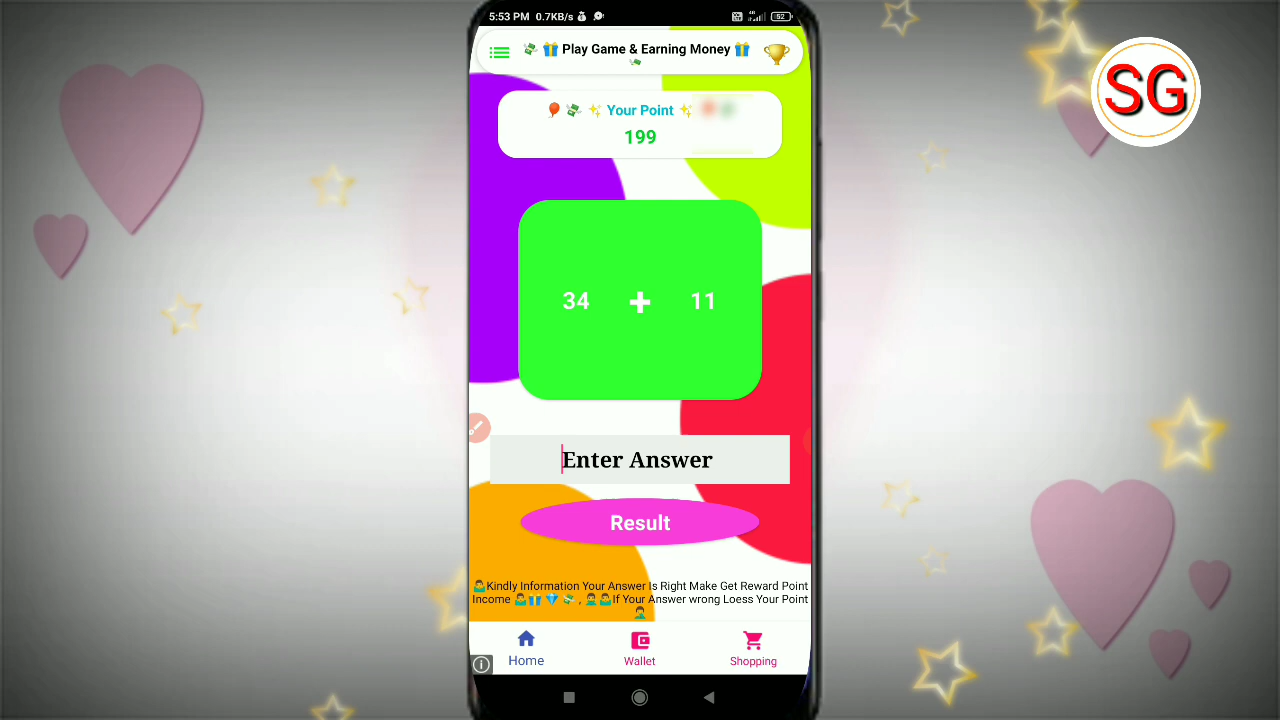 5:53 PM 0.7KB/s
4G
52
💸 🎁 Play Game & Earning Money 🎁
💸
SG
🎈 💸 ✨ Your Point ✨
199
34 + 11
Enter Answer
Result
🤷‍♂️Kindly Information Your Answer Is Right Make Get Reward Point
Income 🤷‍♂️🎁 💎 💸 , 🙅‍♂️🤷‍♂️If Your Answer wrong Loess Your Point
🤦‍♂️
Home
Wallet
Shopping